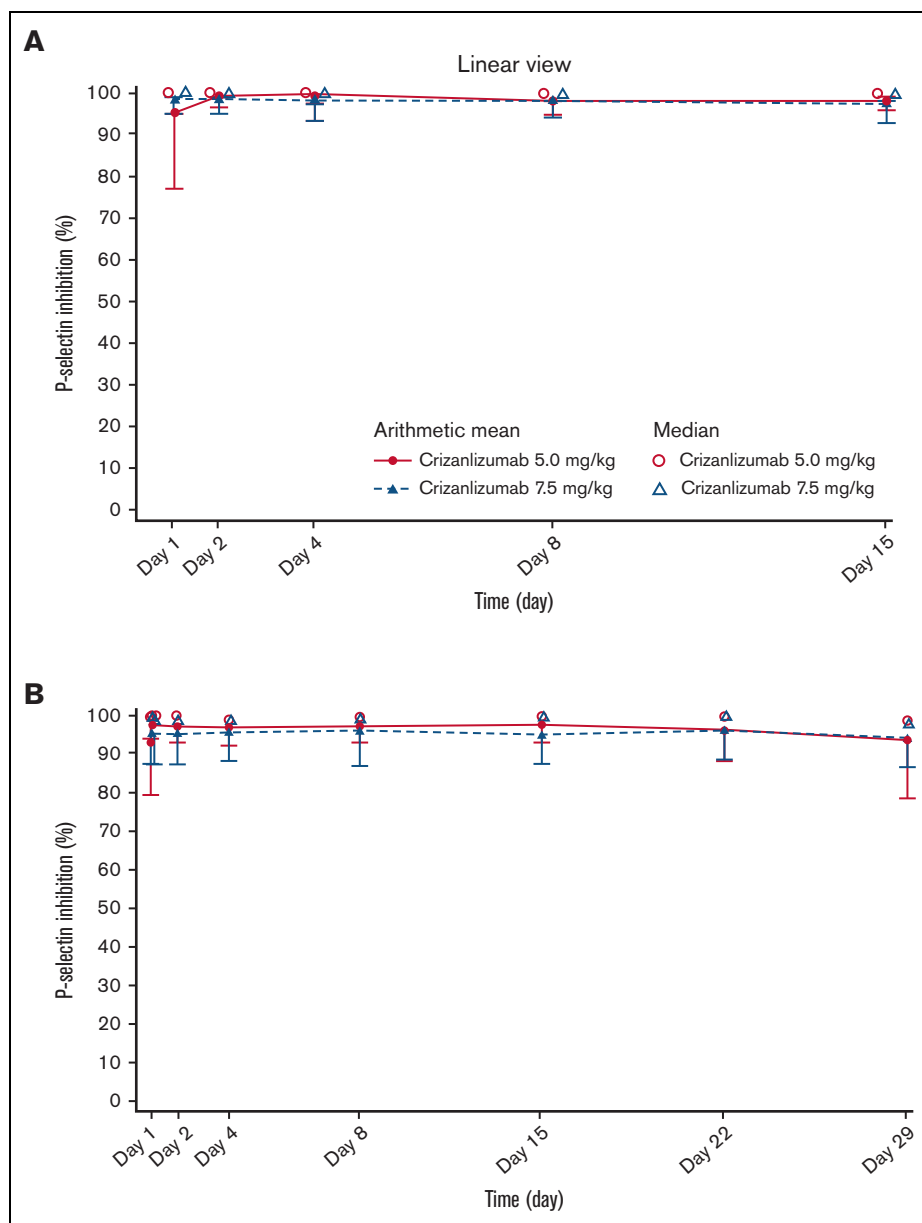 A
Linear view
P-selectin inhibition (%)
100
90
80
70
60
50
40
30
20
10
0
Arithmetic mean
Median
Crizanlizumab 5.0 mg/kg
Crizanlizumab 5.0 mg/kg
Crizanlizumab 7.5 mg/kg
Crizanlizumab 7.5 mg/kg
Day 1
Day 2
Day 4
Day 8
Day 15
Time (day)
B
P-selectin inhibition (%)
100
90
80
70
60
50
40
30
20
10
0
Day 1
Day 2
Day 4
Day 8
Day 15
Day 22
Day 29
Time (day)